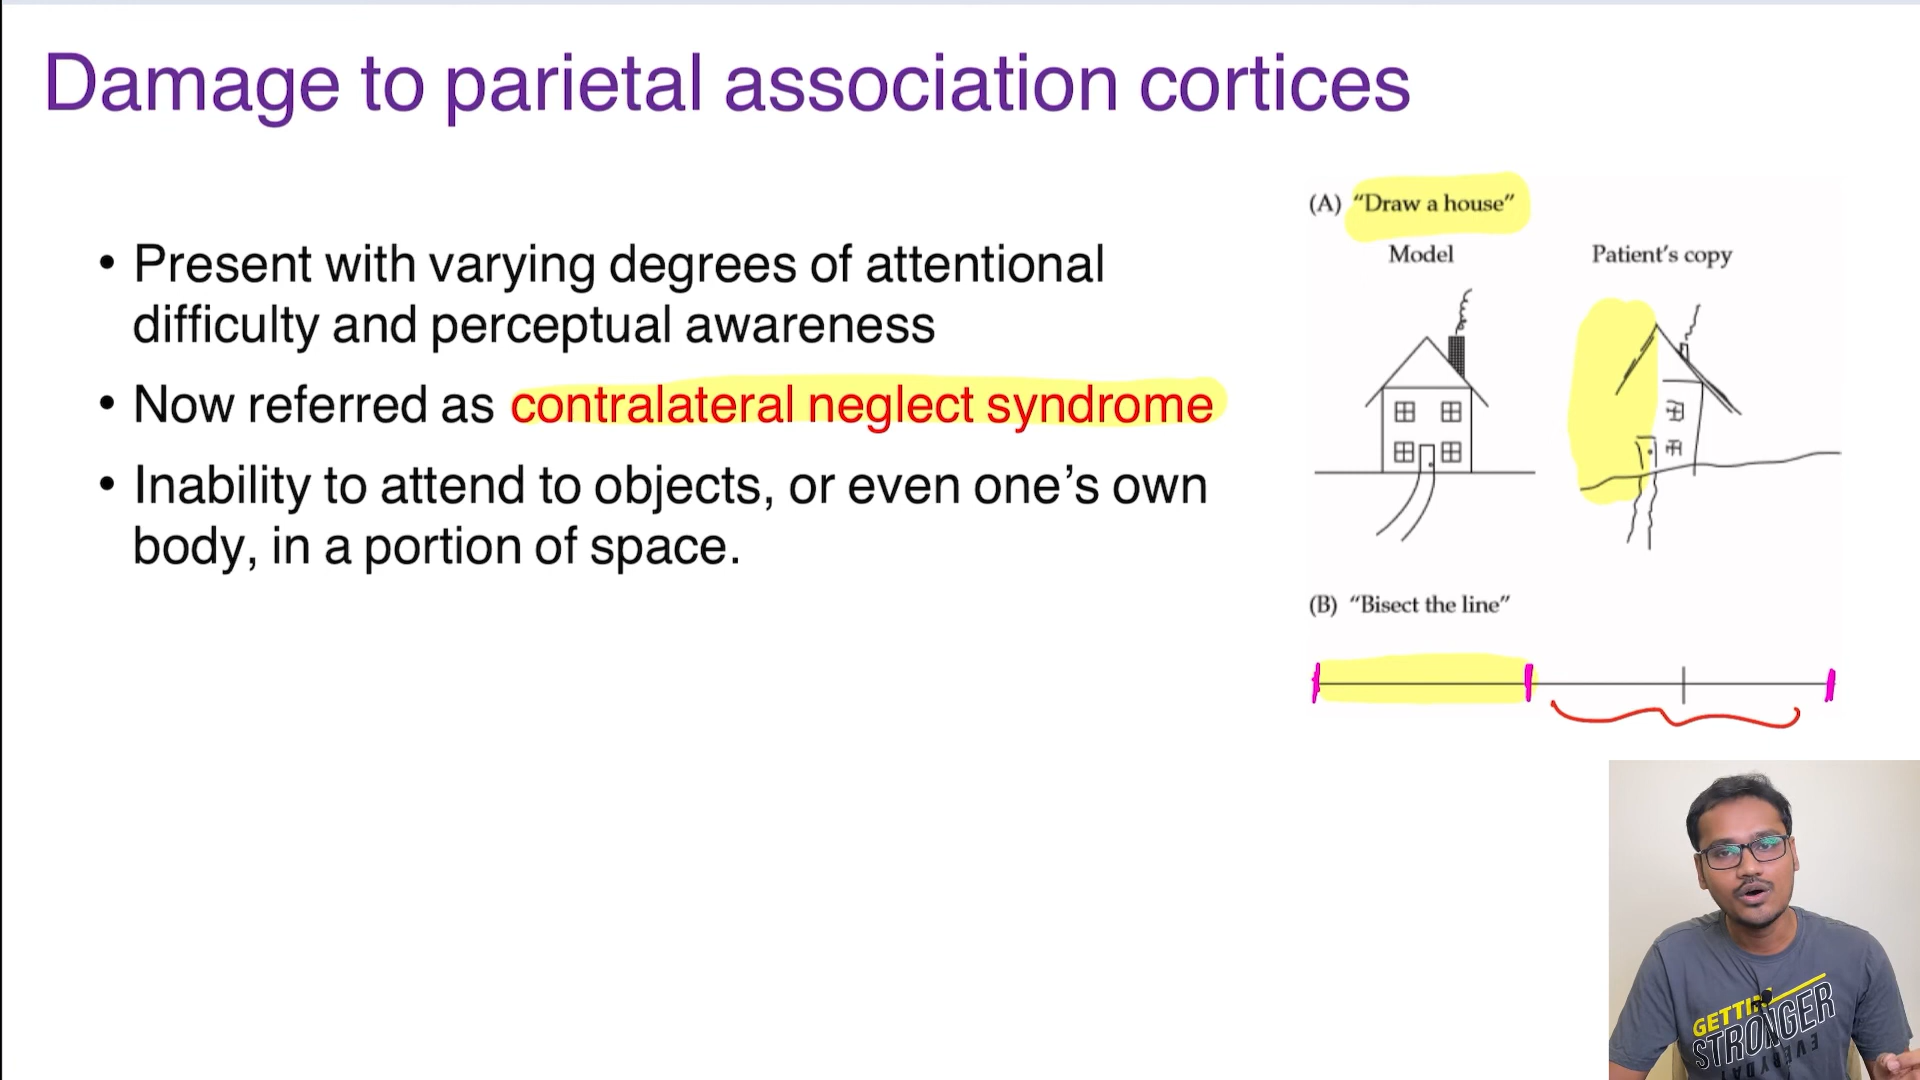 Damage to parietal association cortices
• Present with varying degrees of attentional
difficulty and perceptual awareness
• Now referred as contralateral neglect syndrome
• Inability to attend to objects, or even one’s own
body, in a portion of space.
(A) “Draw a house”
Model Patient’s copy
(B) “Bisect the line”
GETTIN
STRONGER
EVERYDAY